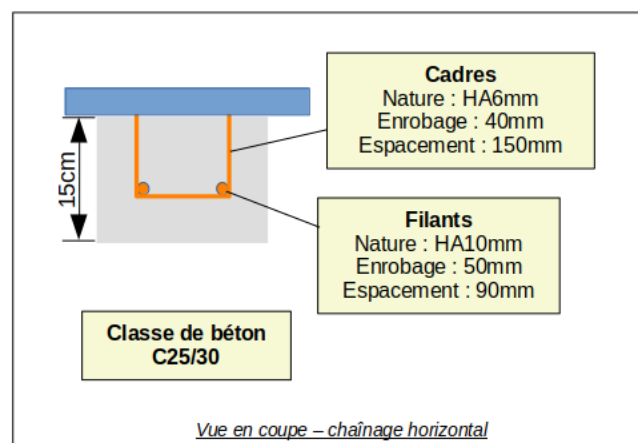 Cadres
Nature : HA6mm
Enrobage : 40mm
Espacement : 150mm
15cm
Filants
Nature : HA10mm
Enrobage : 50mm
Espacement : 90mm
Classe de béton
C25/30
Vue en coupe – chaînage horizontal